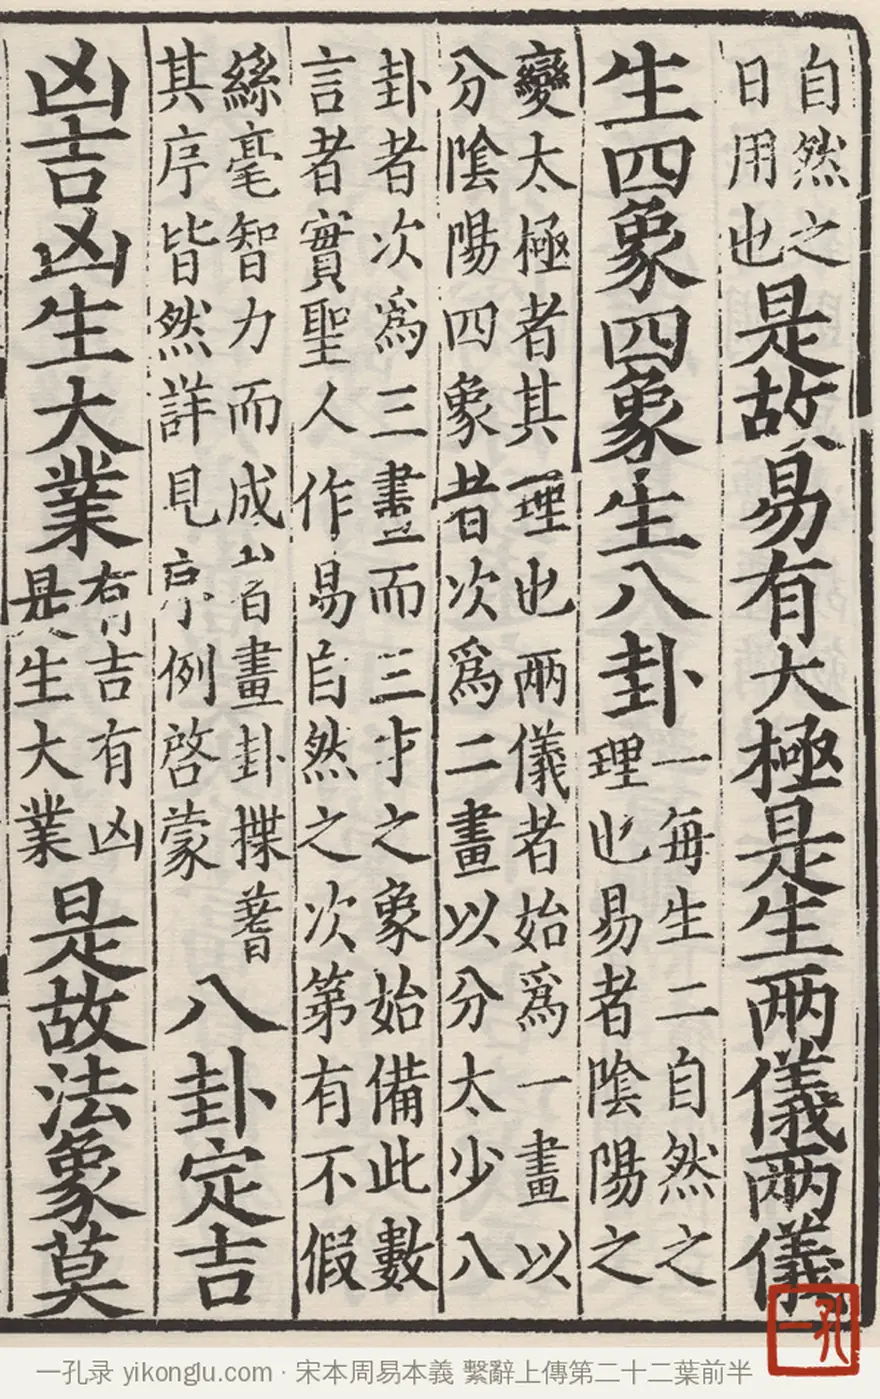 自然之
日用也
是故易有大極是生兩儀兩儀
生四象四象生八卦
一每生二自然之
理也易者陰陽之
變太極者其理也兩儀者始爲一畫以
分陰陽四象者次爲二畫以分太少八
卦者次爲三畫而三才之象始備此數
言者實聖人作易自然之次第有不假
絲毫智力而成者畫卦揲蓍
其序皆然詳見序例啓蒙
八卦定吉
凶吉凶生大業
有吉有凶
是生大業
是故法象莫
一孔
一孔录 yikonglu.com · 宋本周易本義 繫辭上傳第二十二葉前半